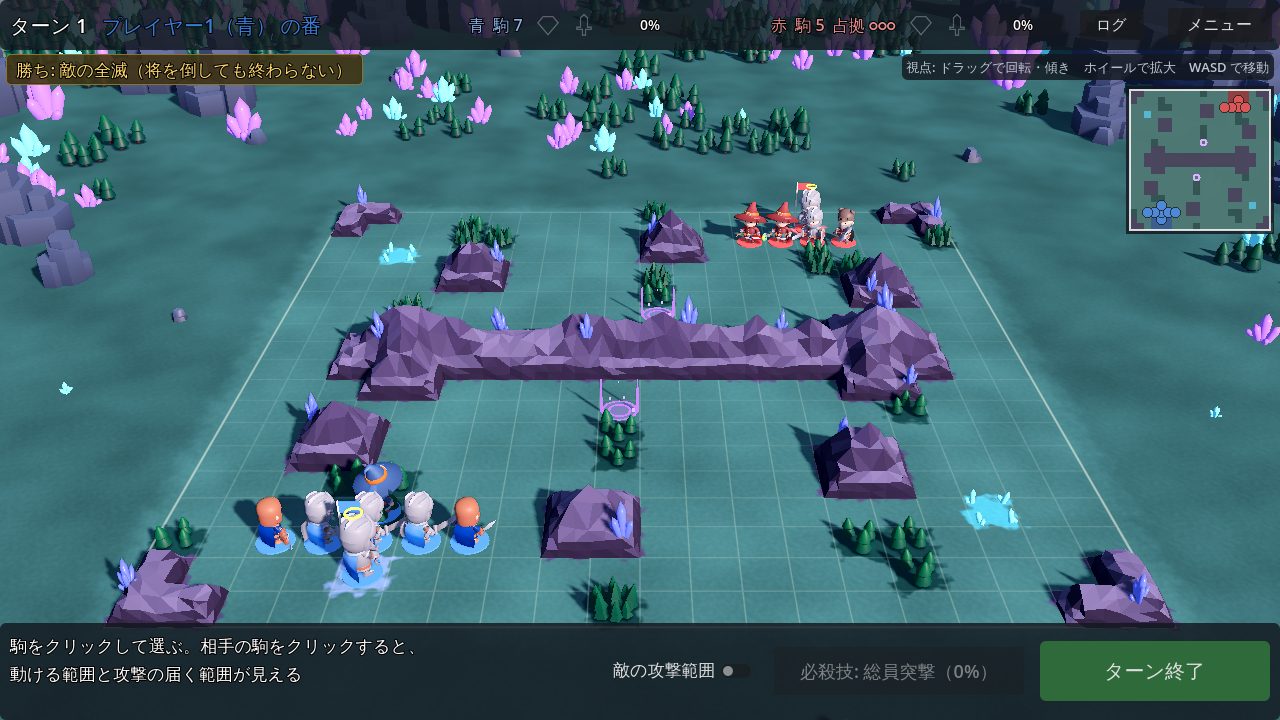 ターン 1 プレイヤー1（青）の番 青 駒 7 0% 赤 駒 5 占拠 0% ログ メニュー
勝ち: 敵の全滅（将を倒しても終わらない）
視点: ドラッグで回転・傾き ホイールで拡大 WASD で移動
駒をクリックして選ぶ。相手の駒をクリックすると、
動ける範囲と攻撃の届く範囲が見える
敵の攻撃範囲
必殺技: 総員突撃（0%）
ターン終了